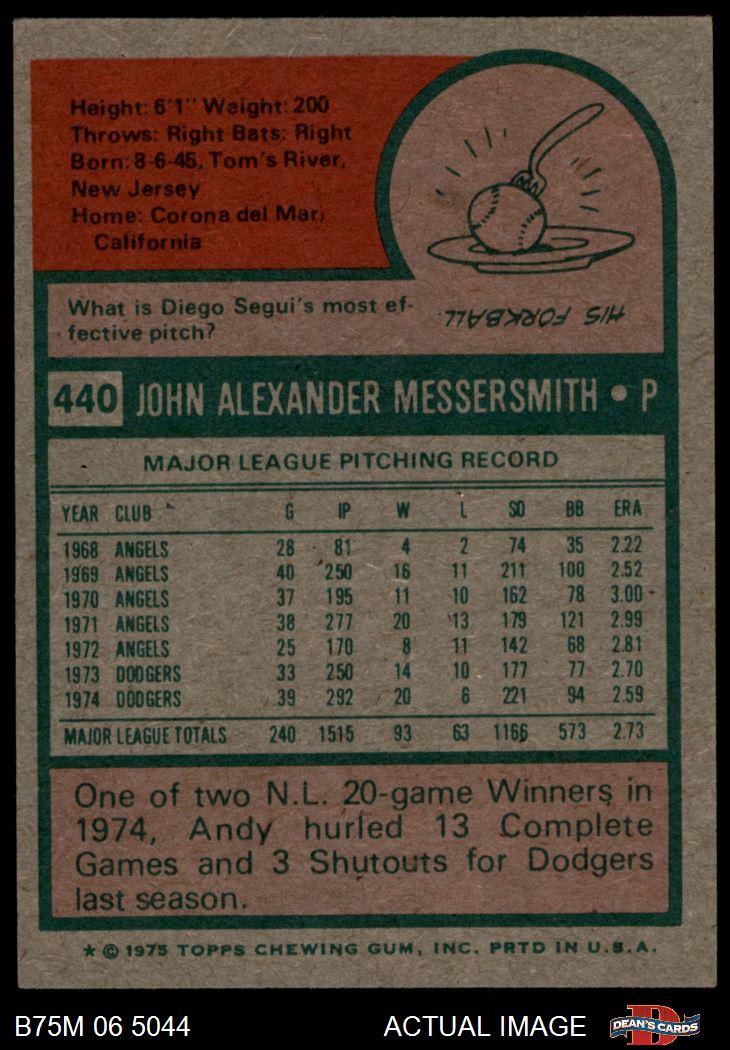 Height: 6'1" Weight: 200
Throws: Right Bats: Right
Born: 8-6-45, Tom's River,
New Jersey
Home: Corona del Mar,
California
What is Diego Segui's most ef-
fective pitch?
HIS FORKBALL
440 JOHN ALEXANDER MESSERSMITH • P
MAJOR LEAGUE PITCHING RECORD
YEAR CLUB G IP W L SO BB ERA
1968 ANGELS 28 81 4 2 74 35 2.22
1969 ANGELS 40 250 16 11 211 100 2.52
1970 ANGELS 37 195 11 10 162 78 3.00
1971 ANGELS 38 277 20 13 179 121 2.99
1972 ANGELS 25 170 8 11 142 68 2.81
1973 DODGERS 33 250 14 10 177 77 2.70
1974 DODGERS 39 292 20 6 221 94 2.59
MAJOR LEAGUE TOTALS 240 1515 93 63 1166 573 2.73
One of two N.L. 20-game Winners in
1974, Andy hurled 13 Complete
Games and 3 Shutouts for Dodgers
last season.
★ © 1975 TOPPS CHEWING GUM, INC. PRTD IN U.S.A.
B75M 06 5044 ACTUAL IMAGE DEAN'S CARDS